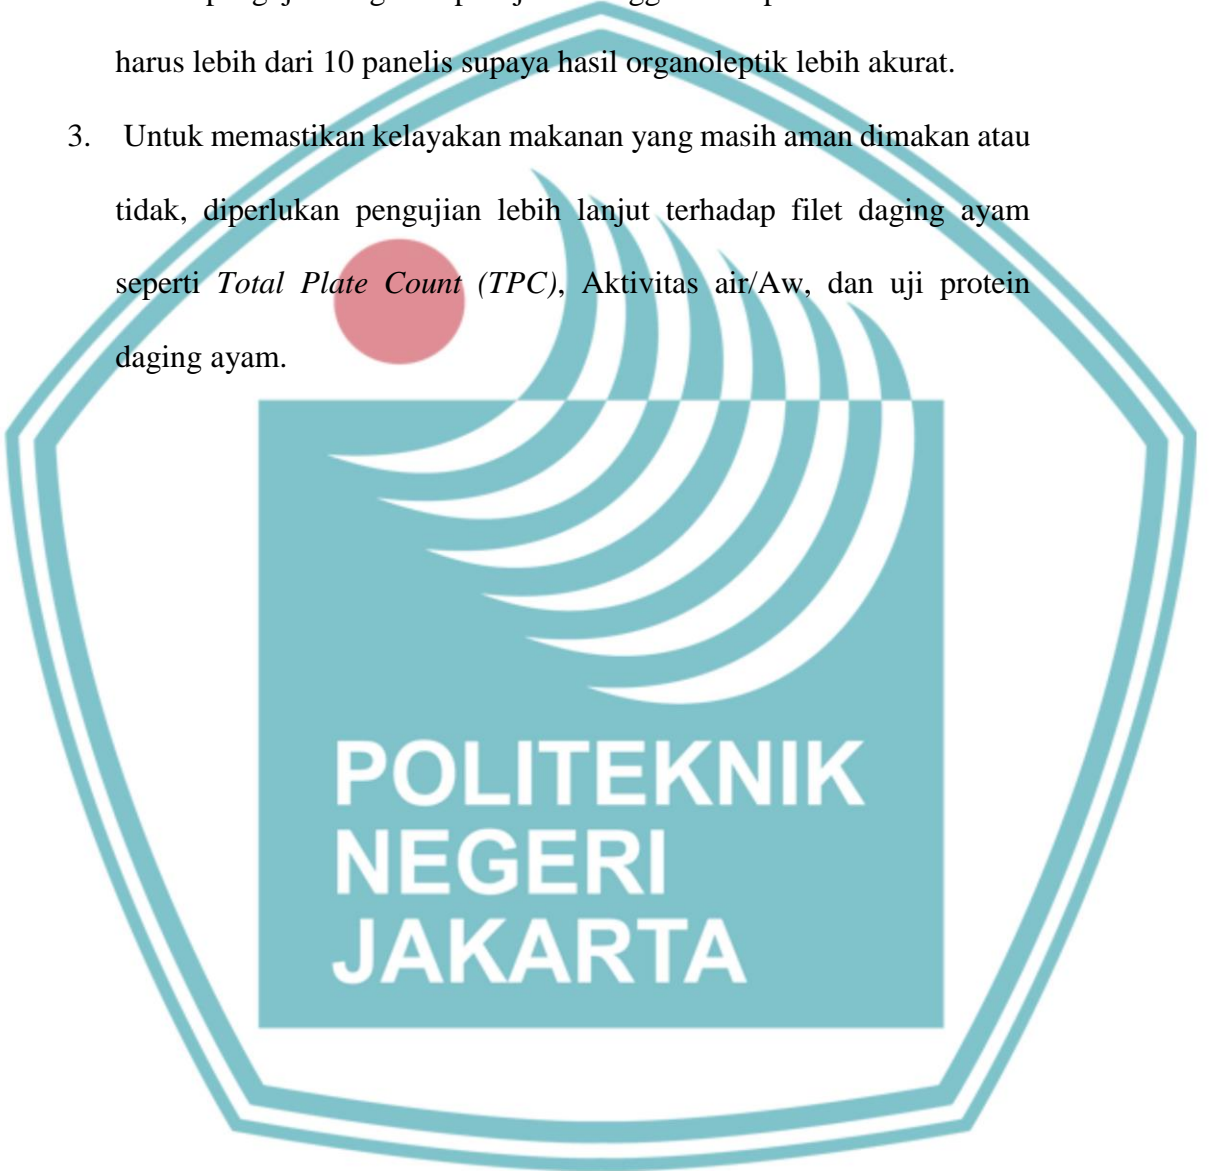 harus lebih dari 10 panelis supaya hasil organoleptik lebih akurat.
3. Untuk memastikan kelayakan makanan yang masih aman dimakan atau
tidak, diperlukan pengujian lebih lanjut terhadap filet daging ayam
seperti Total Plate Count (TPC), Aktivitas air/Aw, dan uji protein
daging ayam.
POLITEKNIK
NEGERI
JAKARTA